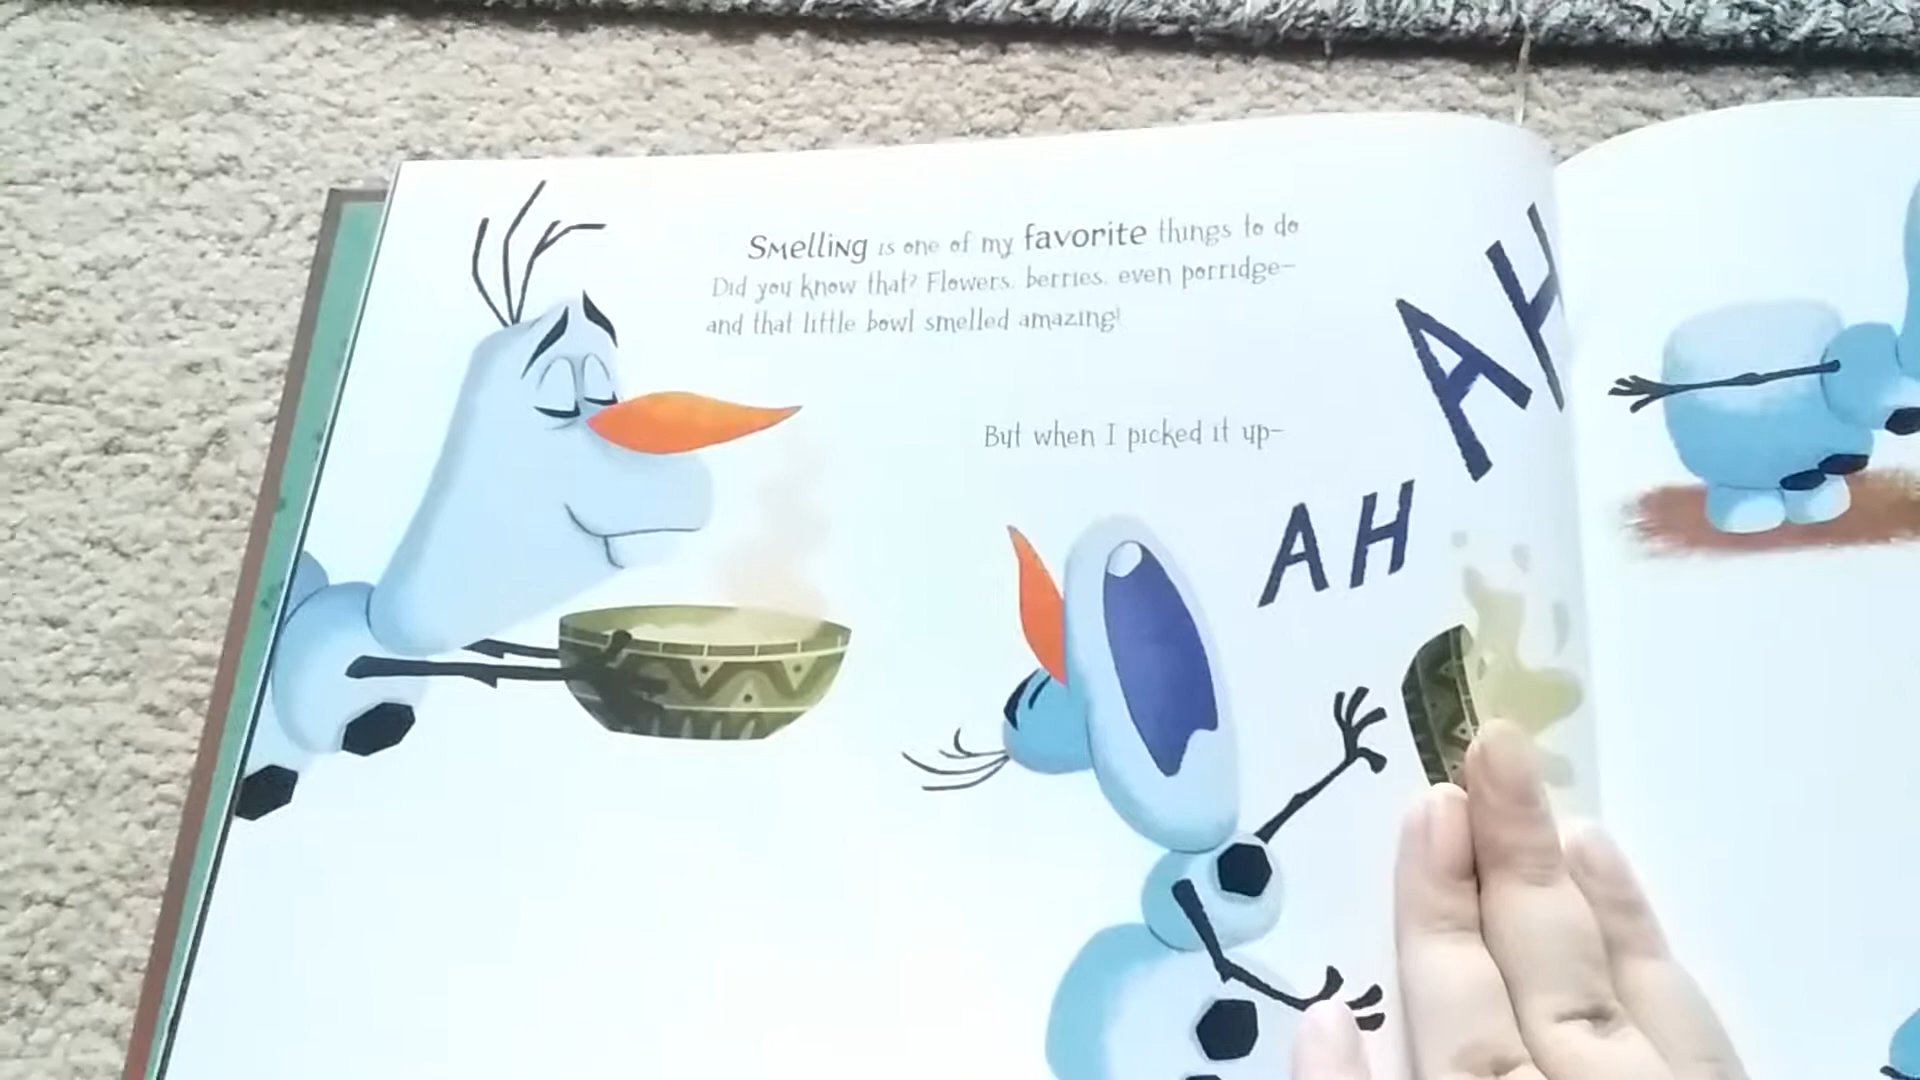 Smelling is one of my favorite things to do
Did you know that? Flowers, berries, even porridge—
and that little bowl smelled amazing!
But when I picked it up—
AH
AH